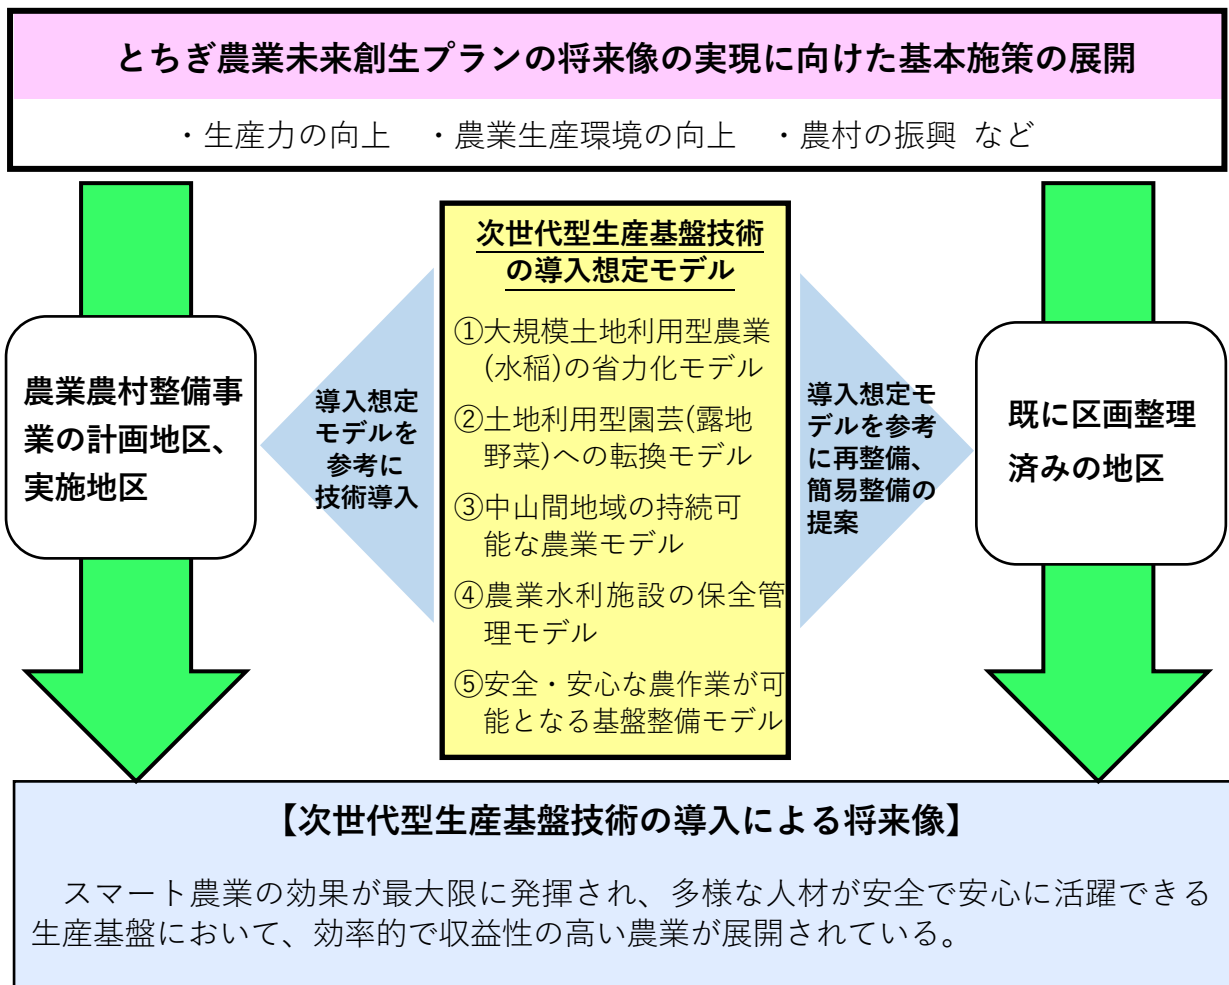 とちぎ農業未来創生プランの将来像の実現に向けた基本施策の展開
・生産力の向上　・農業生産環境の向上　・農村の振興 など
次世代型生産基盤技術
の導入想定モデル
①大規模土地利用型農業
(水稲)の省力化モデル
②土地利用型園芸(露地
野菜)への転換モデル
③中山間地域の持続可
能な農業モデル
④農業水利施設の保全管
理モデル
⑤安全・安心な農作業が可
能となる基盤整備モデル
農業農村整備事
業の計画地区、
実施地区
導入想定
モデルを
参考に
技術導入
導入想定モ
デルを参考
に再整備、
簡易整備の
提案
既に区画整理
済みの地区
【次世代型生産基盤技術の導入による将来像】
スマート農業の効果が最大限に発揮され、多様な人材が安全で安心に活躍できる
生産基盤において、効率的で収益性の高い農業が展開されている。